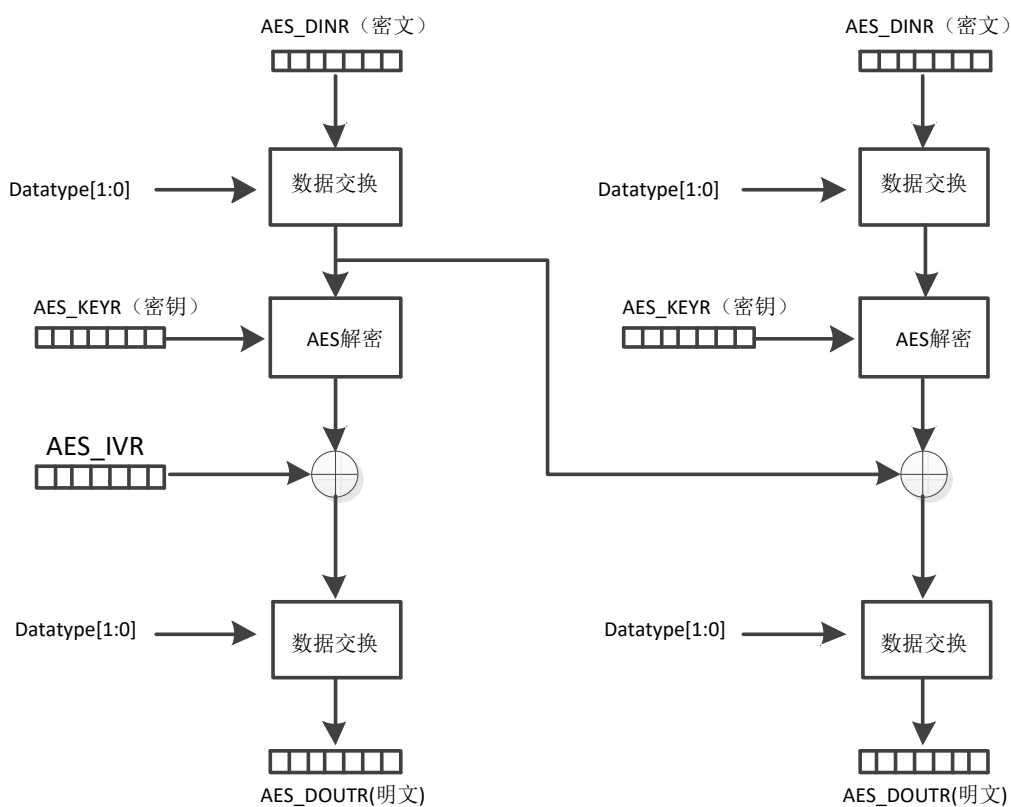 AES_DINR（密文）
AES_DINR（密文）
Datatype[1:0]
数据交换
Datatype[1:0]
数据交换
AES_KEYR（密钥）
AES解密
AES_KEYR（密钥）
AES解密
AES_IVR
Datatype[1:0]
数据交换
Datatype[1:0]
数据交换
AES_DOUTR(明文)
AES_DOUTR(明文)